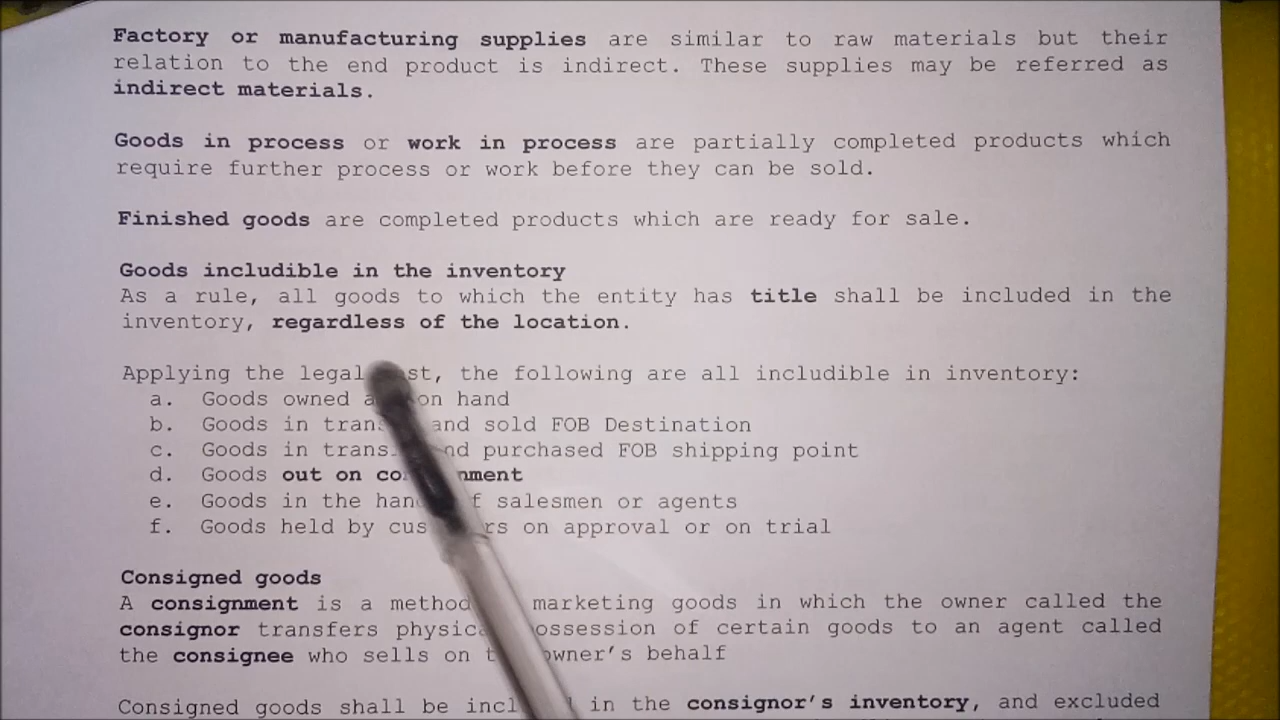 Factory or manufacturing supplies are similar to raw materials but their
relation to the end product is indirect. These supplies may be referred as
indirect materials.
Goods in process or work in process are partially completed products which
require further process or work before they can be sold.
Finished goods are completed products which are ready for sale.
Goods includible in the inventory
As a rule, all goods to which the entity has title shall be included in the
inventory, regardless of the location.
Applying the legal the following are all includible in inventory:
a. Goods owned on hand
b. Goods in and sold FOB Destination
c. Goods in purchased FOB shipping point
d. Goods out on
e. Goods in the salesmen or agents
f. Goods held by on approval or on trial
Consigned goods
A consignment is a method marketing goods in which the owner called the
consignor transfers possession of certain goods to an agent called
the consignee who sells on owner's behalf
Consigned goods shall be in the consignor's inventory, and excluded